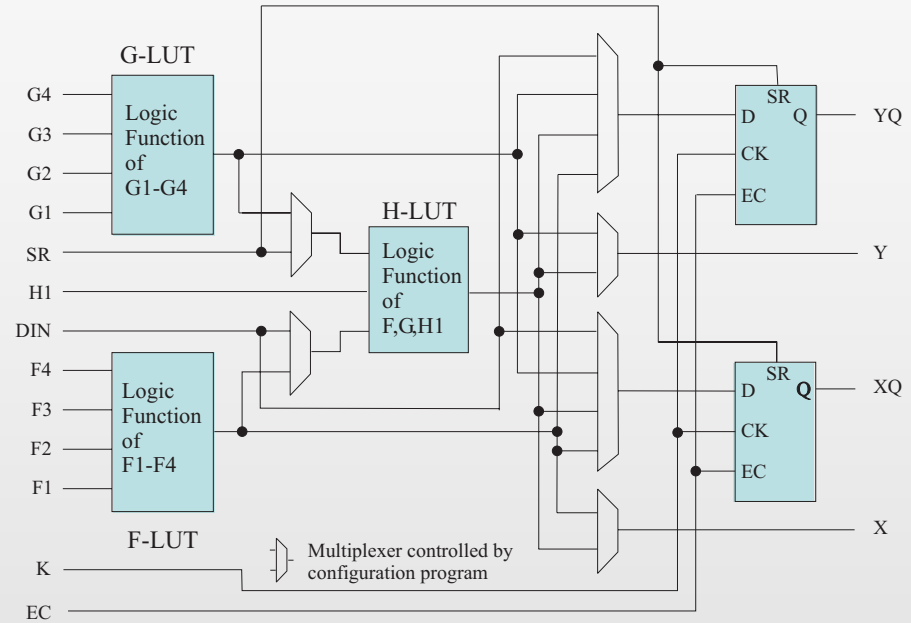 G-LUT
G4
G3
G2
G1
Logic
Function
of
G1-G4
SR
H1
DIN
H-LUT
Logic
Function
of
F,G,H1
F4
F3
F2
F1
Logic
Function
of
F1-F4
F-LUT
K
EC
Multiplexer controlled by
configuration program
SR
D
Q
CK
EC
YQ
Y
SR
D
Q
CK
EC
XQ
X